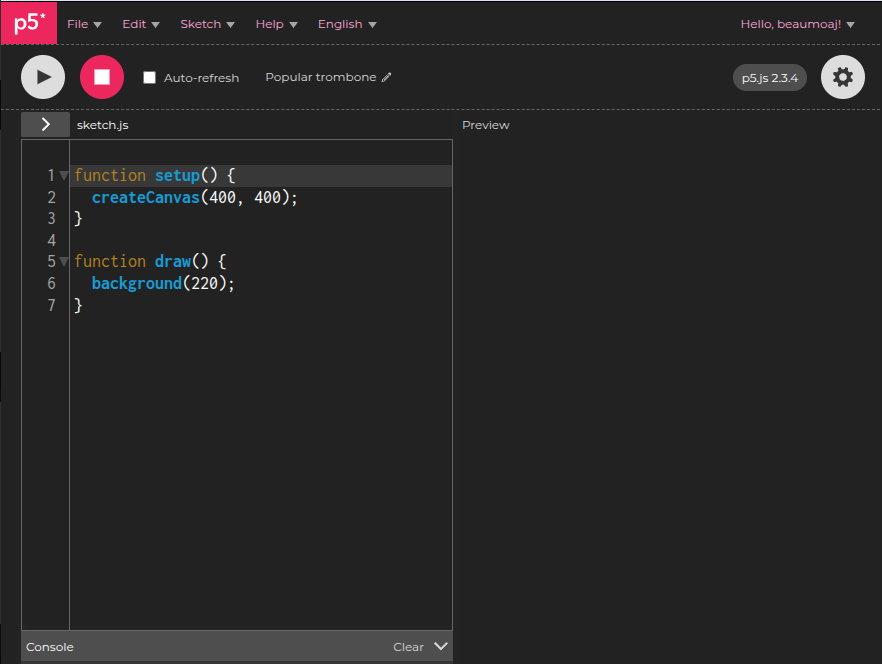 p5* File Edit Sketch Help English Hello, beaumoaj!
Auto-refresh Popular trombone p5.js 2.3.4
sketch.js Preview
1 function setup() {
2   createCanvas(400, 400);
3 }
4
5 function draw() {
6   background(220);
7 }
Console Clear